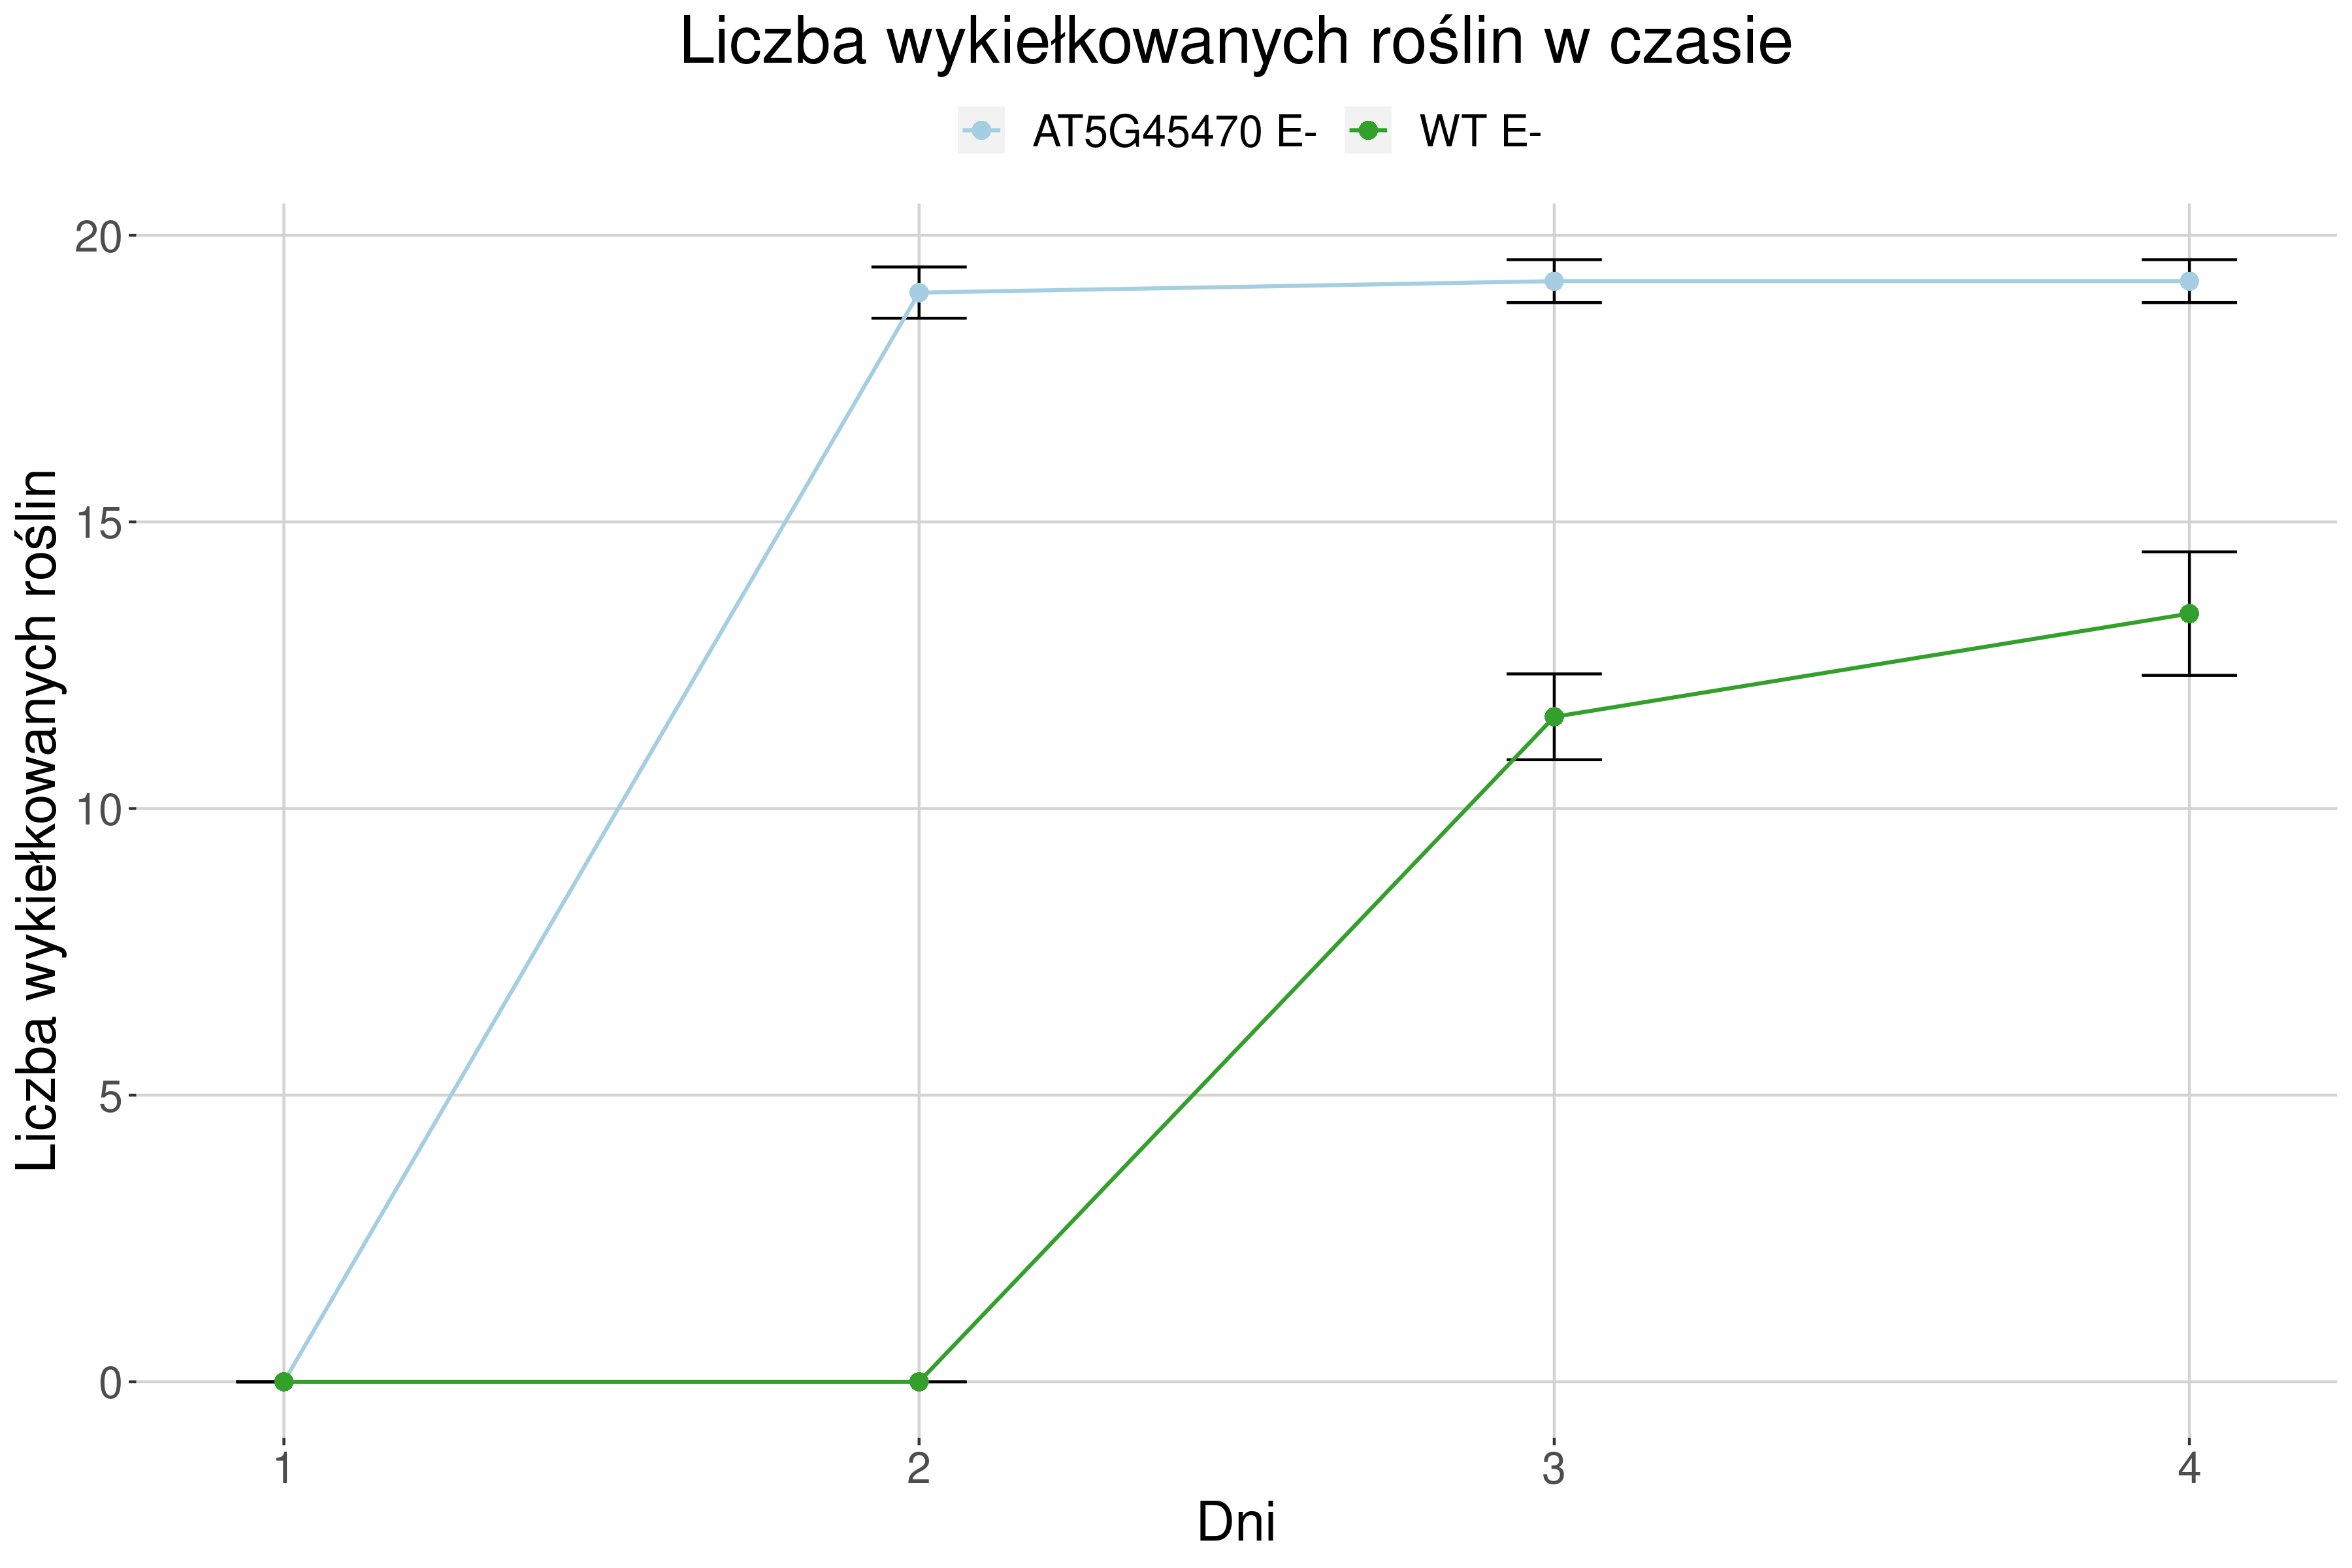 Liczba wykiełkowanych roślin w czasie
AT5G45470 E- WT E-
Liczba wykiełkowanych roślin
20
15
10
5
0
1 2 3 4
Dni